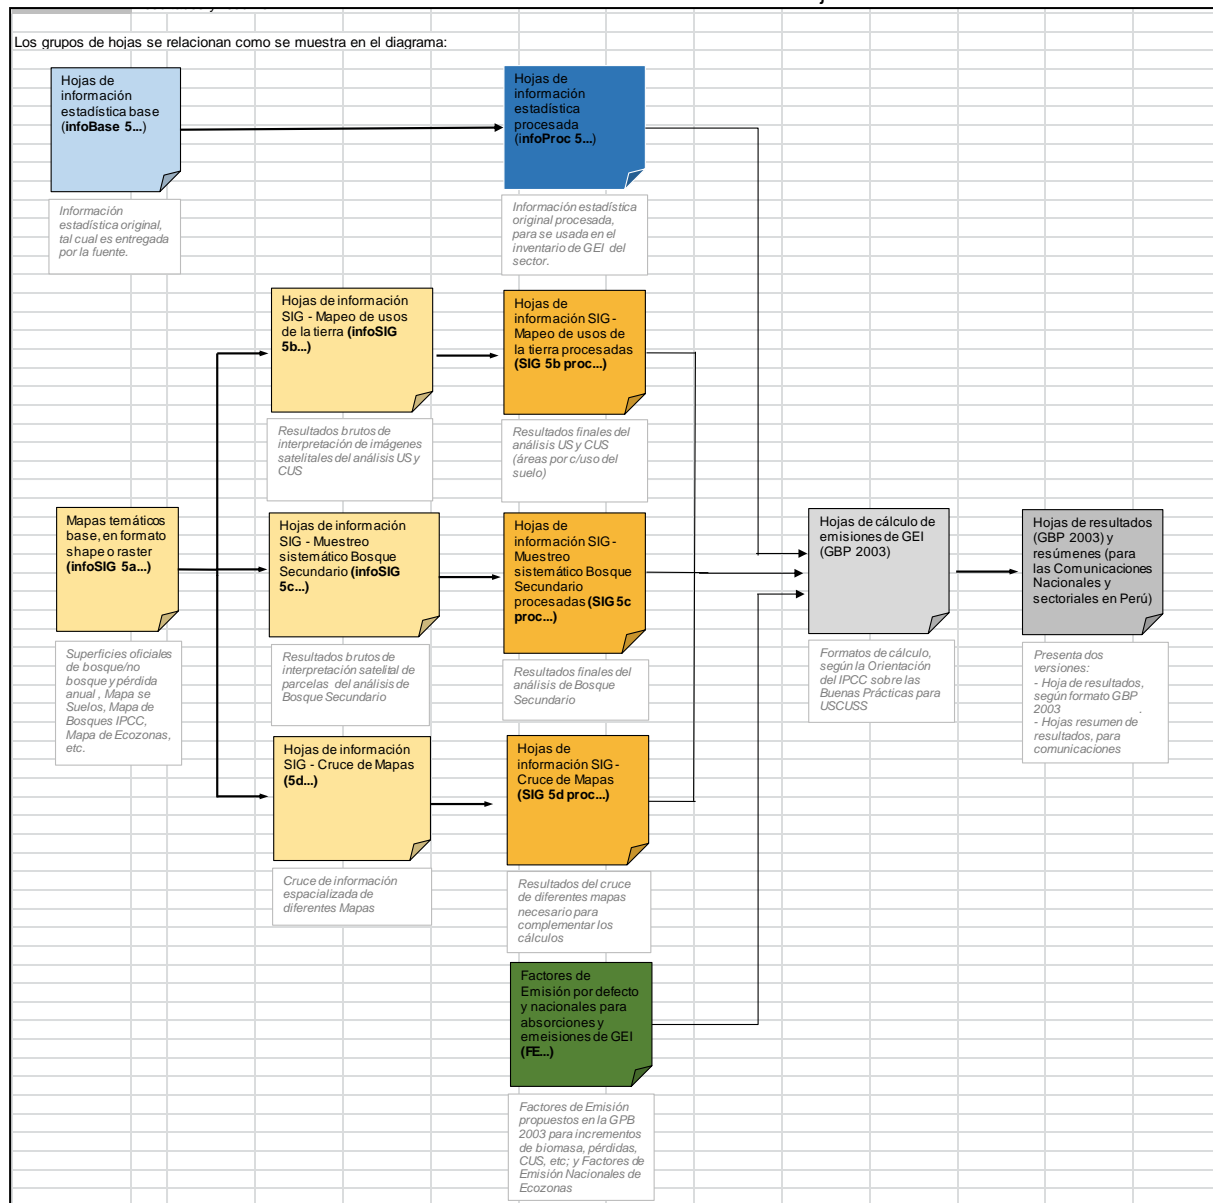 Los grupos de hojas se relacionan como se muestra en el diagrama:
Hojas de
información
estadística base
(infoBase 5...)
Hojas de
información
estadística
procesada
(infoProc 5...)
Información
estadística original,
tal cual es entregada
por la fuente.
Información estadística
original procesada,
para se usada en el
inventario de GEI del
sector.
Hojas de información
SIG - Mapeo de usos
de la tierra (infoSIG
5b...)
Hojas de
información SIG -
Mapeo de usos de
la tierra procesadas
(SIG 5b proc...)
Resultados brutos de
interpretación de imágenes
satelitales del análisis US y
CUS
Resultados finales del
análisis US y CUS
(áreas por c/uso del
suelo)
Mapas temáticos
base, en formato
shape o raster
(infoSIG 5a...)
Hojas de información
SIG - Muestreo
sistemático Bosque
Secundario (infoSIG
5c...)
Hojas de
información SIG -
Muestreo
sistemático Bosque
Secundario
procesadas (SIG 5c
proc...)
Hojas de cálculo de
emisiones de GEI
(GBP 2003)
Hojas de resultados
(GBP 2003) y
resúmenes (para
las Comunicaciones
Nacionales y
sectoriales en Perú)
Superficies oficiales
de bosque/no
bosque y pérdida
anual , Mapa se
Suelos, Mapa de
Bosques IPCC,
Mapa de Ecozonas,
etc.
Resultados brutos de
interpretación satelital de
parcelas del análisis de
Bosque Secundario
Resultados finales del
análisis de Bosque
Secundario
Formatos de cálculo,
según la Orientación
del IPCC sobre las
Buenas Prácticas para
USCUSS
Presenta dos
versiones:
- Hoja de resultados,
según formato GBP
2003 .
- Hojas resumen de
resultados, para
comunicaciones
Hojas de información
SIG - Cruce de Mapas
(5d...)
Hojas de
información SIG -
Cruce de Mapas
(SIG 5d proc...)
Cruce de información
espacializada de
diferentes Mapas
Resultados del cruce
de diferentes mapas
necesario para
complementar los
cálculos
Factores de
Emisión por defecto
y nacionales para
absorciones y
emeisiones de GEI
(FE...)
Factores de Emisión
propuestos en la GPB
2003 para incrementos
de biomasa, pérdidas,
CUS, etc; y Factores de
Emisión Nacionales de
Ecozonas